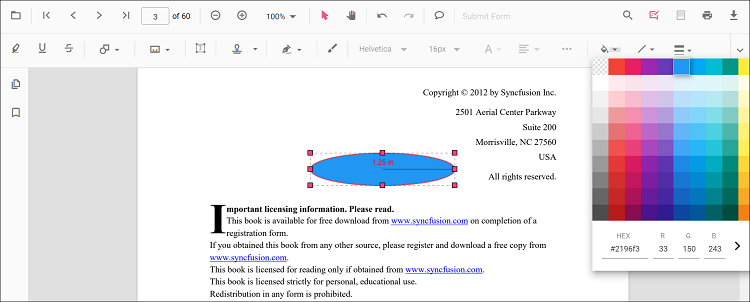 3 of 60 100% Submit Form
Helvetica 16px A
Copyright © 2012 by Syncfusion Inc.
2501 Aerial Center Parkway
Suite 200
Morrisville, NC 27560
USA
1.25 in
All rights reserved.
Important licensing information. Please read.
This book is available for free download from www.syncfusion.com on completion of a
registration form.
If you obtained this book from any other source, please register and download a free copy from
www.syncfusion.com.
This book is licensed for reading only if obtained from www.syncfusion.com.
This book is licensed strictly for personal, educational use.
Redistribution in any form is prohibited.
HEX R G B
#2196f3 33 150 243